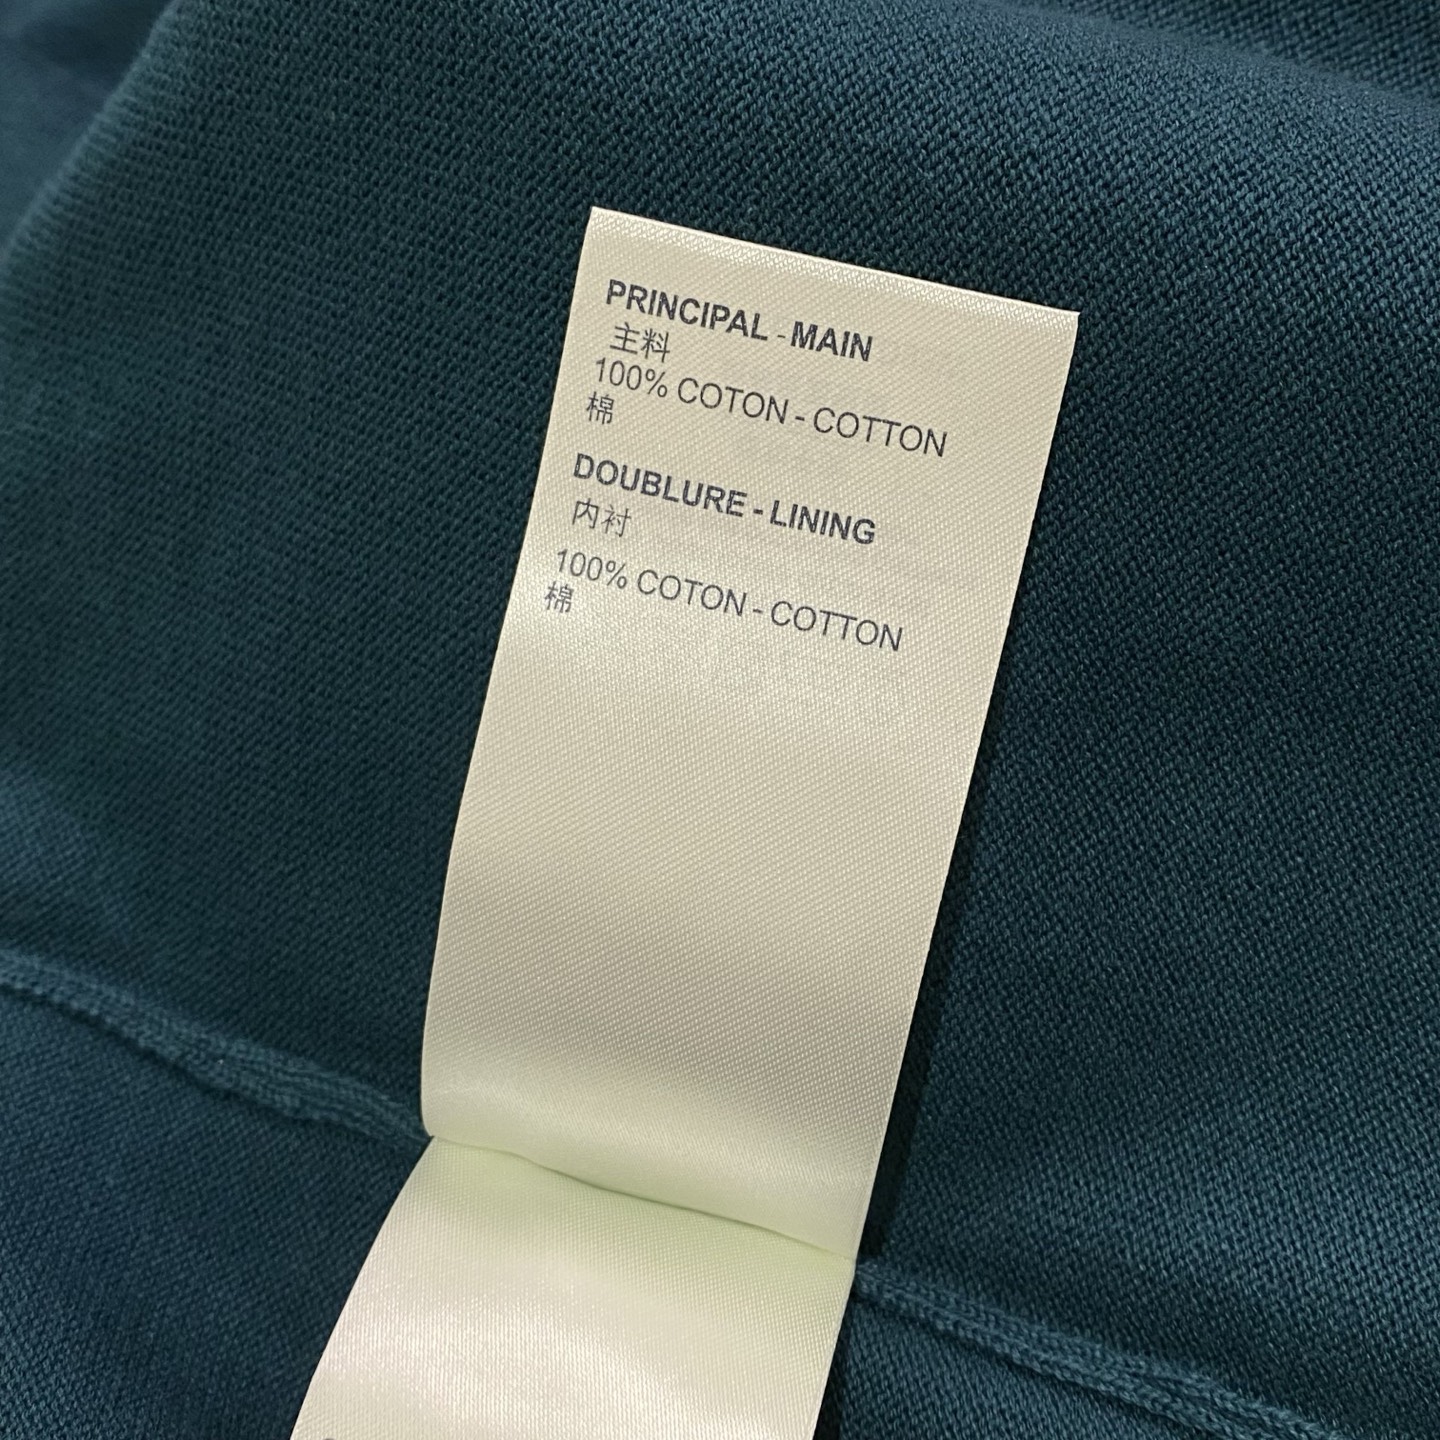 PRINCIPAL - MAIN
主料
100% COTON - COTTON
棉
DOUBLURE - LINING
内衬
100% COTON - COTTON
棉